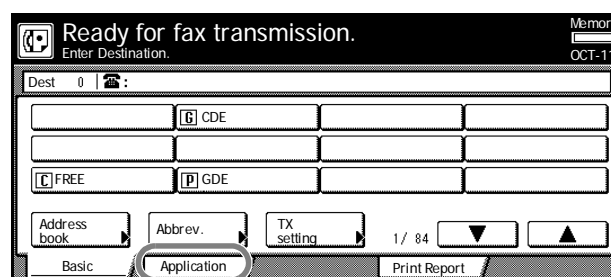 Ready for fax transmission.
Memor
Enter Destination.
OCT-11
Dest 0 ☎:
G CDE
C FREE P GDE
Address book Abbrev. TX setting 1/ 84 ▼ ▲
Basic Application Print Report